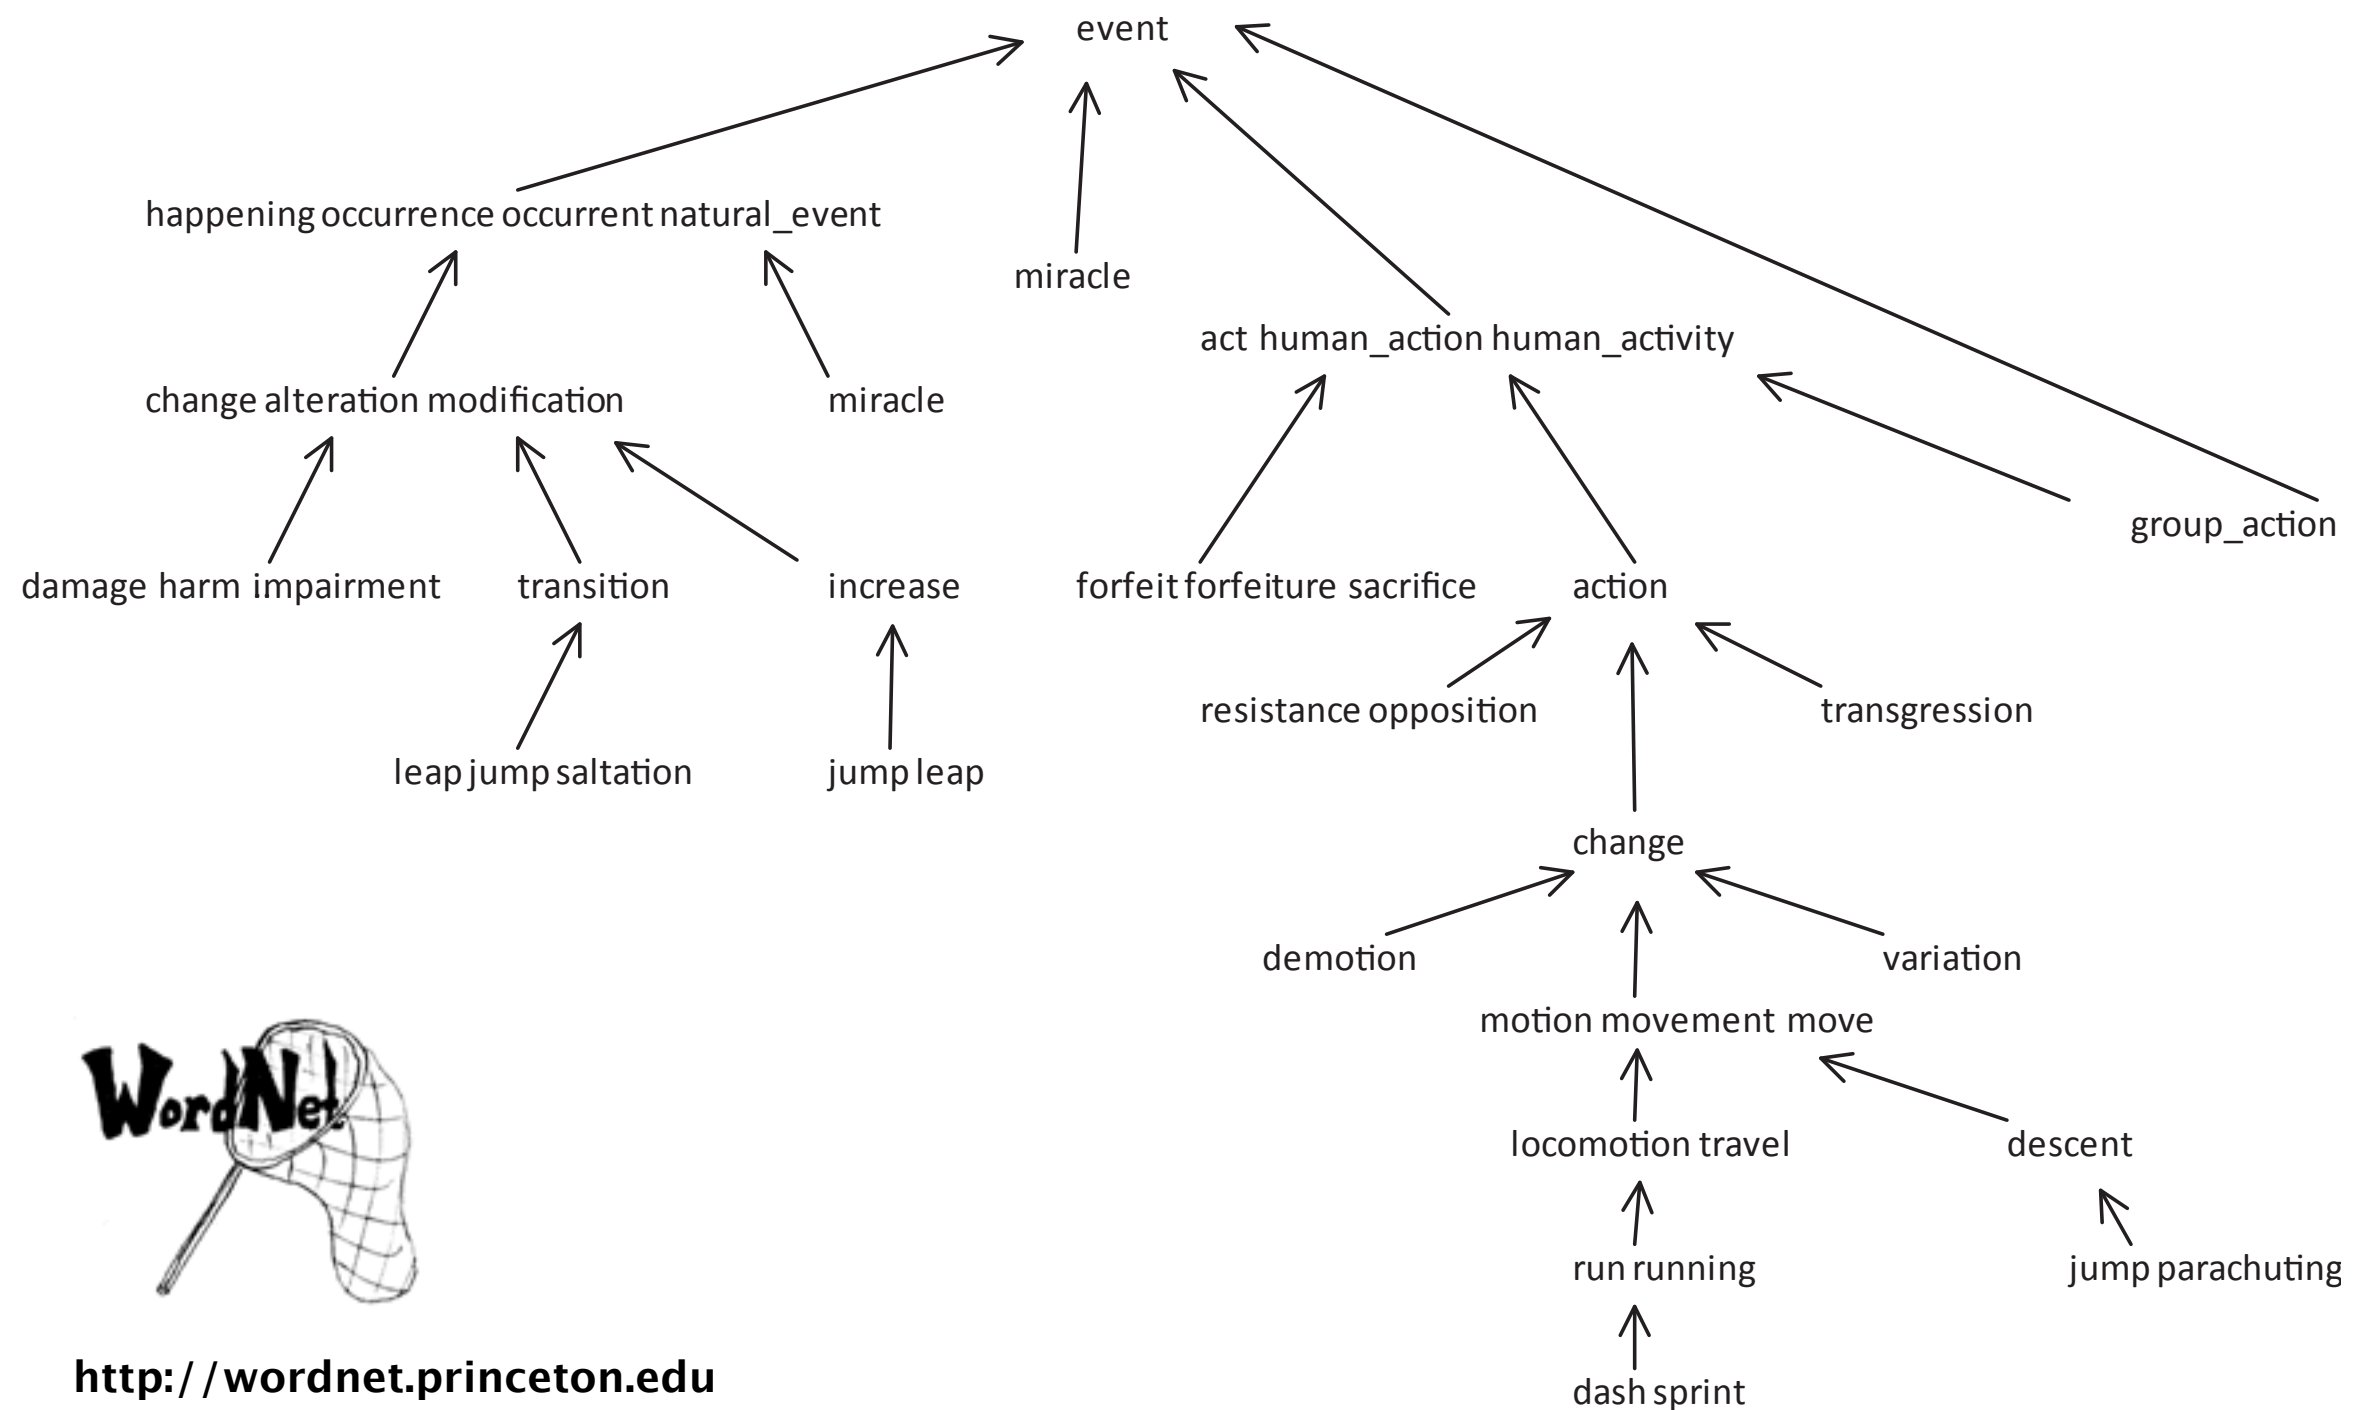 event
happening occurrence occurrent natural_event
miracle
act human_action human_activity
change alteration modification
miracle
group_action
damage harm impairment
transition
increase
forfeit forfeiture sacrifice
action
resistance opposition
transgression
leap jump saltation
jump leap
change
demotion
variation
motion movement move
WordNet
locomotion travel
descent
run running
jump parachuting
http://wordnet.princeton.edu
dash sprint